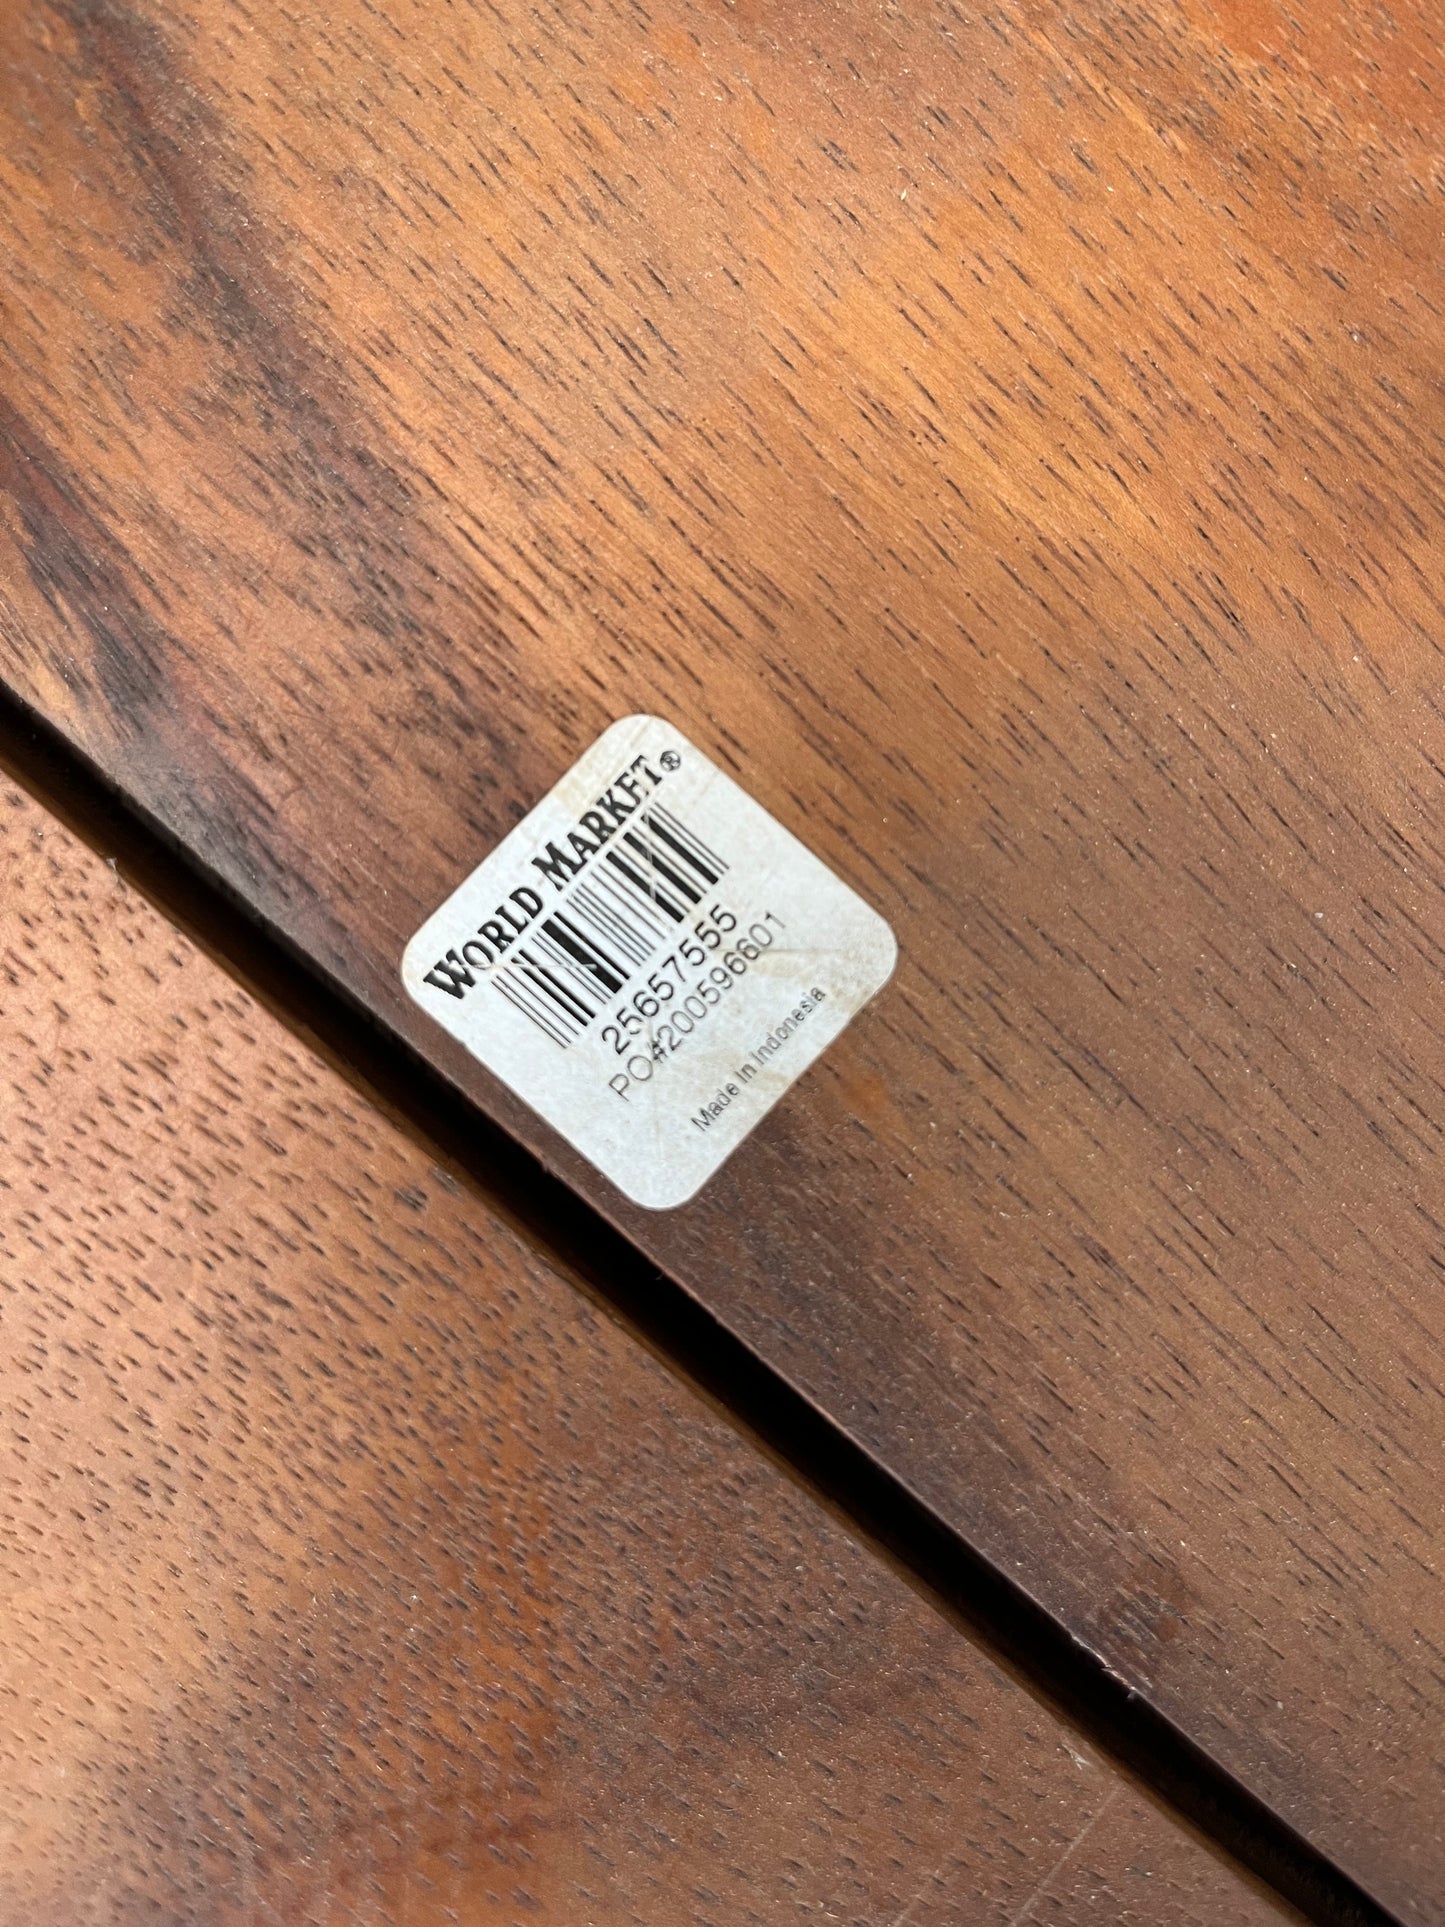 WORLD MARKET®
25657555
PO#200596601
Made In Indonesia